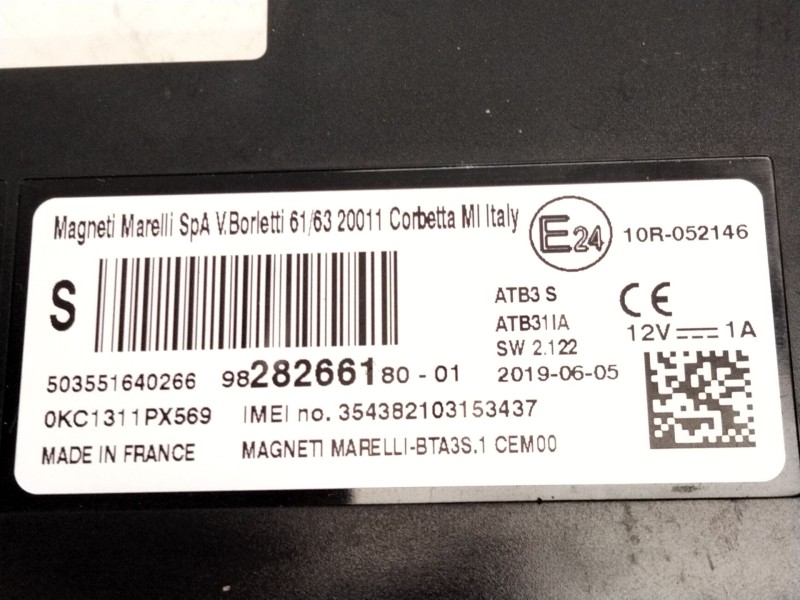 Magneti Marelli SpA V.Borletti 61/63 20011 Corbetta MI Italy
E24 10R-052146
S
ATB3 S
CE
ATB311A
12V 1A
SW 2.122
503551640266 9828266180-01 2019-06-05
0KC1311PX569 IMEI no. 354382103153437
MADE IN FRANCE MAGNETI MARELLI-BTA3S.1 CEM00